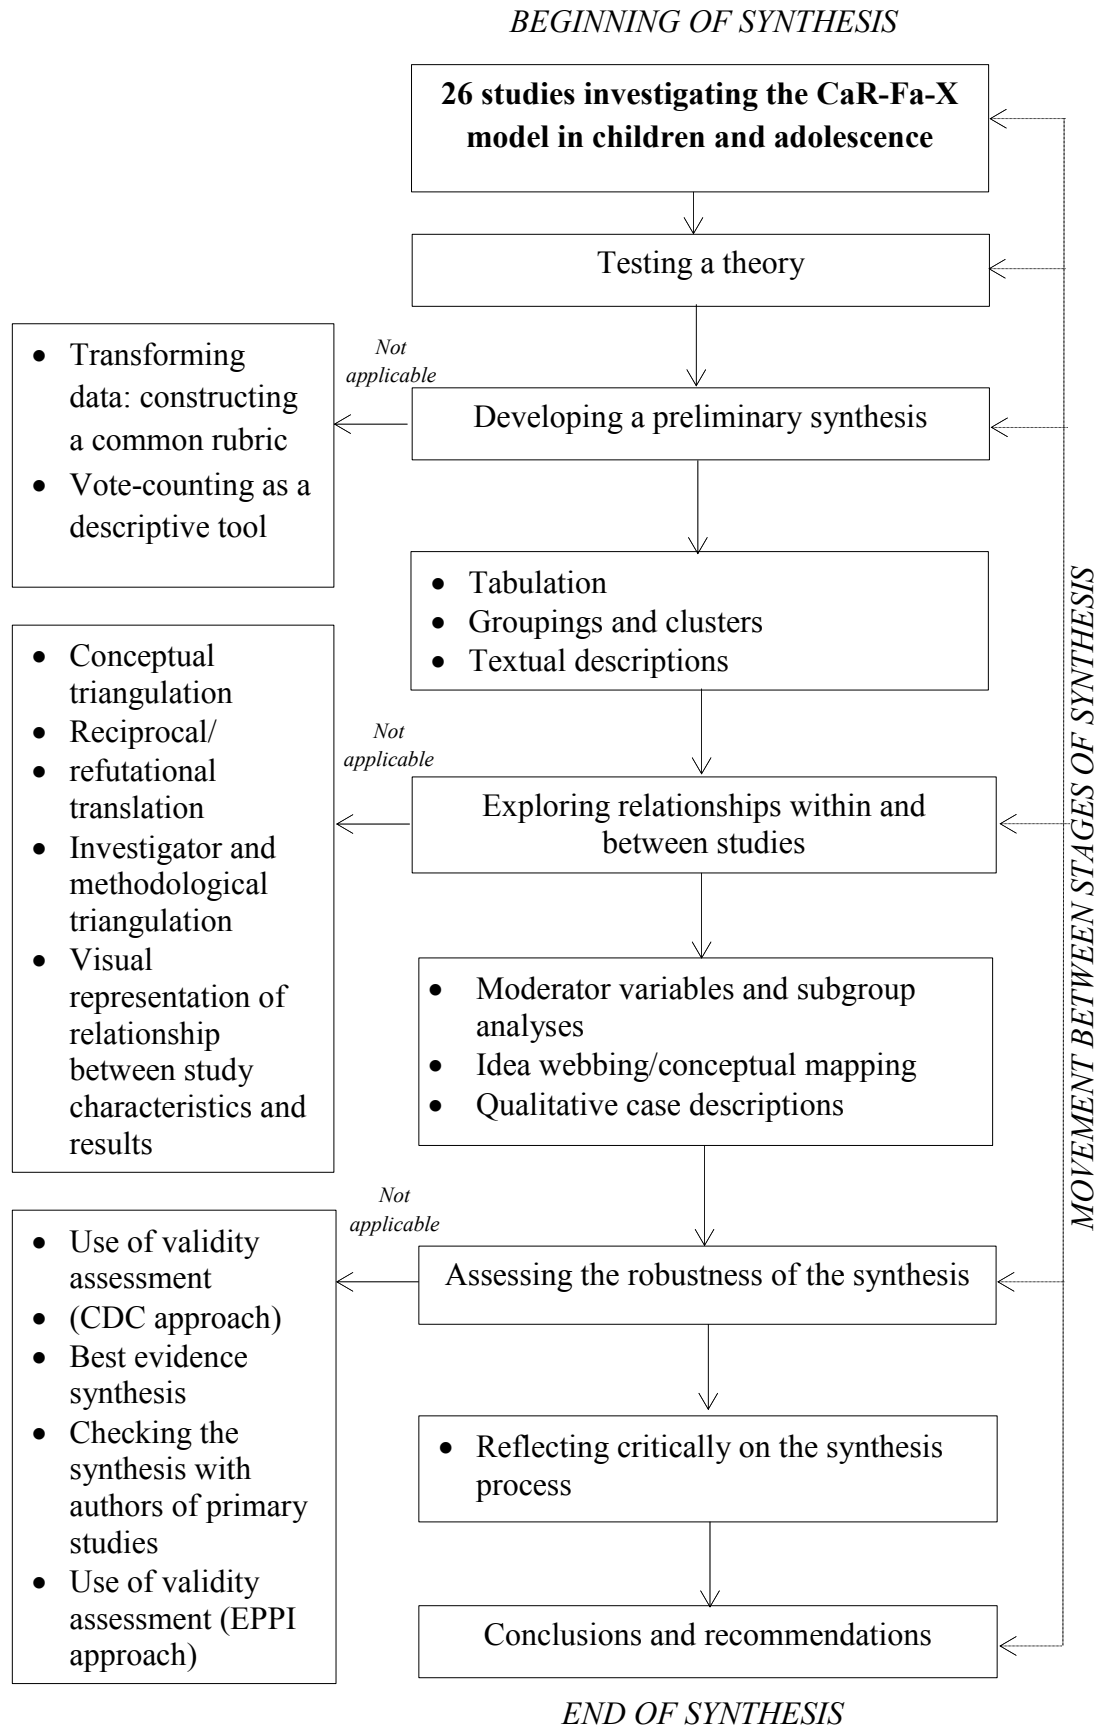 BEGINNING OF SYNTHESIS
26 studies investigating the CaR-Fa-X
model in children and adolescence
Testing a theory
• Transforming
data: constructing
a common rubric
• Vote-counting as a
descriptive tool
Not
applicable
Developing a preliminary synthesis
• Tabulation
• Groupings and clusters
• Textual descriptions
• Conceptual
triangulation
• Reciprocal/
• refutational
translation
• Investigator and
methodological
triangulation
• Visual
representation of
relationship
between study
characteristics and
results
Not
applicable
Exploring relationships within and
between studies
• Moderator variables and subgroup
analyses
• Idea webbing/conceptual mapping
• Qualitative case descriptions
• Use of validity
assessment
• (CDC approach)
• Best evidence
synthesis
• Checking the
synthesis with
authors of primary
studies
• Use of validity
assessment (EPPI
approach)
Not
applicable
Assessing the robustness of the synthesis
• Reflecting critically on the synthesis
process
Conclusions and recommendations
MOVEMENT BETWEEN STAGES OF SYNTHESIS
END OF SYNTHESIS